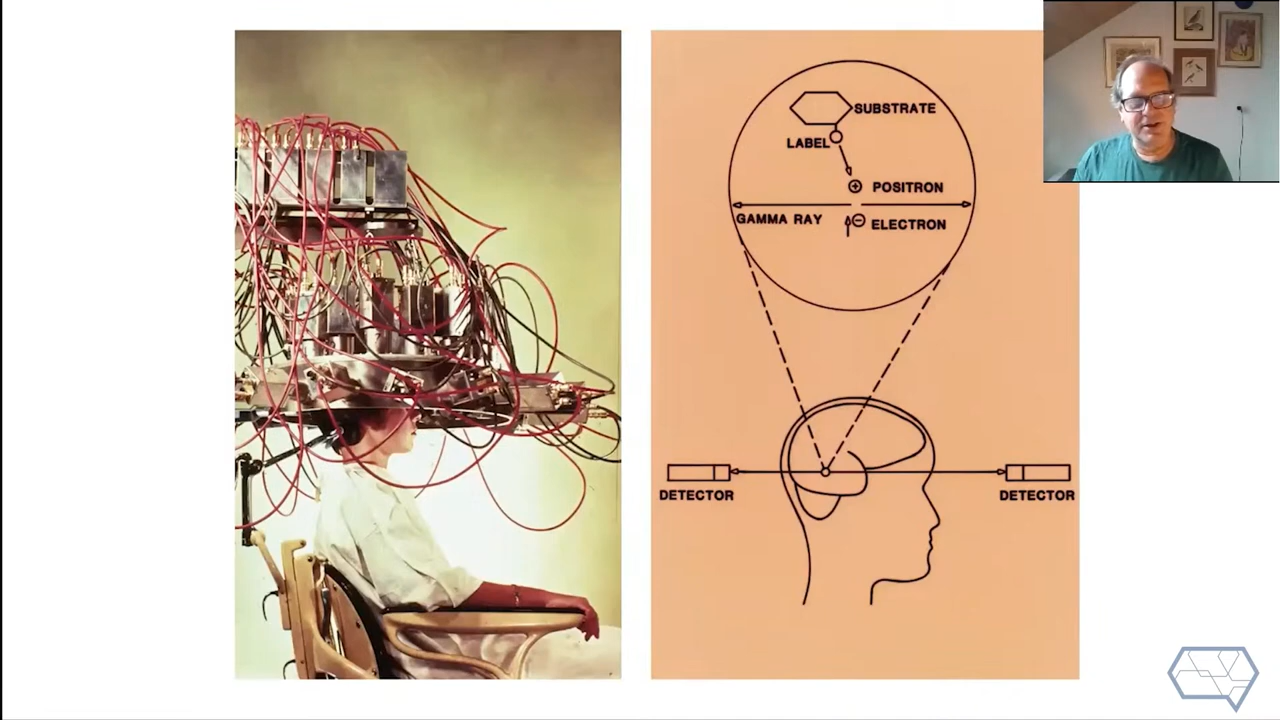 SUBSTRATE
LABEL
POSITRON
GAMMA RAY
ELECTRON
DETECTOR
DETECTOR